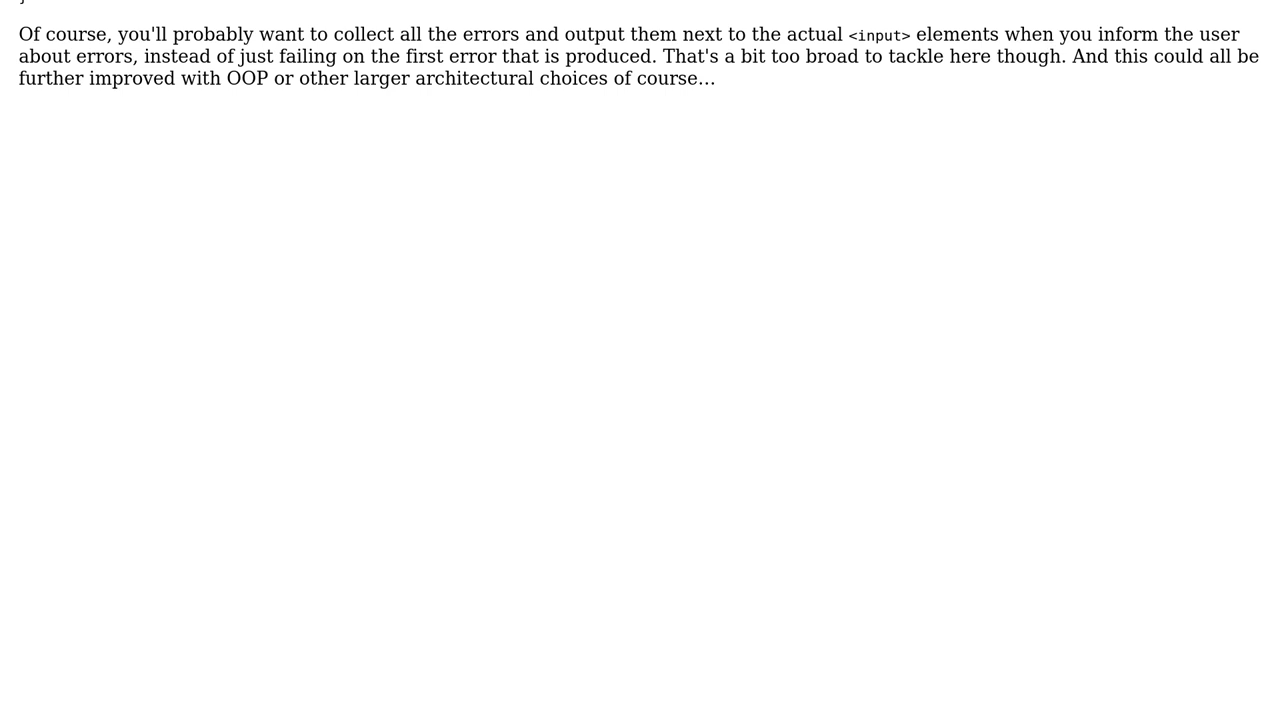 Of course, you'll probably want to collect all the errors and output them next to the actual <input> elements when you inform the user
about errors, instead of just failing on the first error that is produced. That's a bit too broad to tackle here though. And this could all be
further improved with OOP or other larger architectural choices of course…